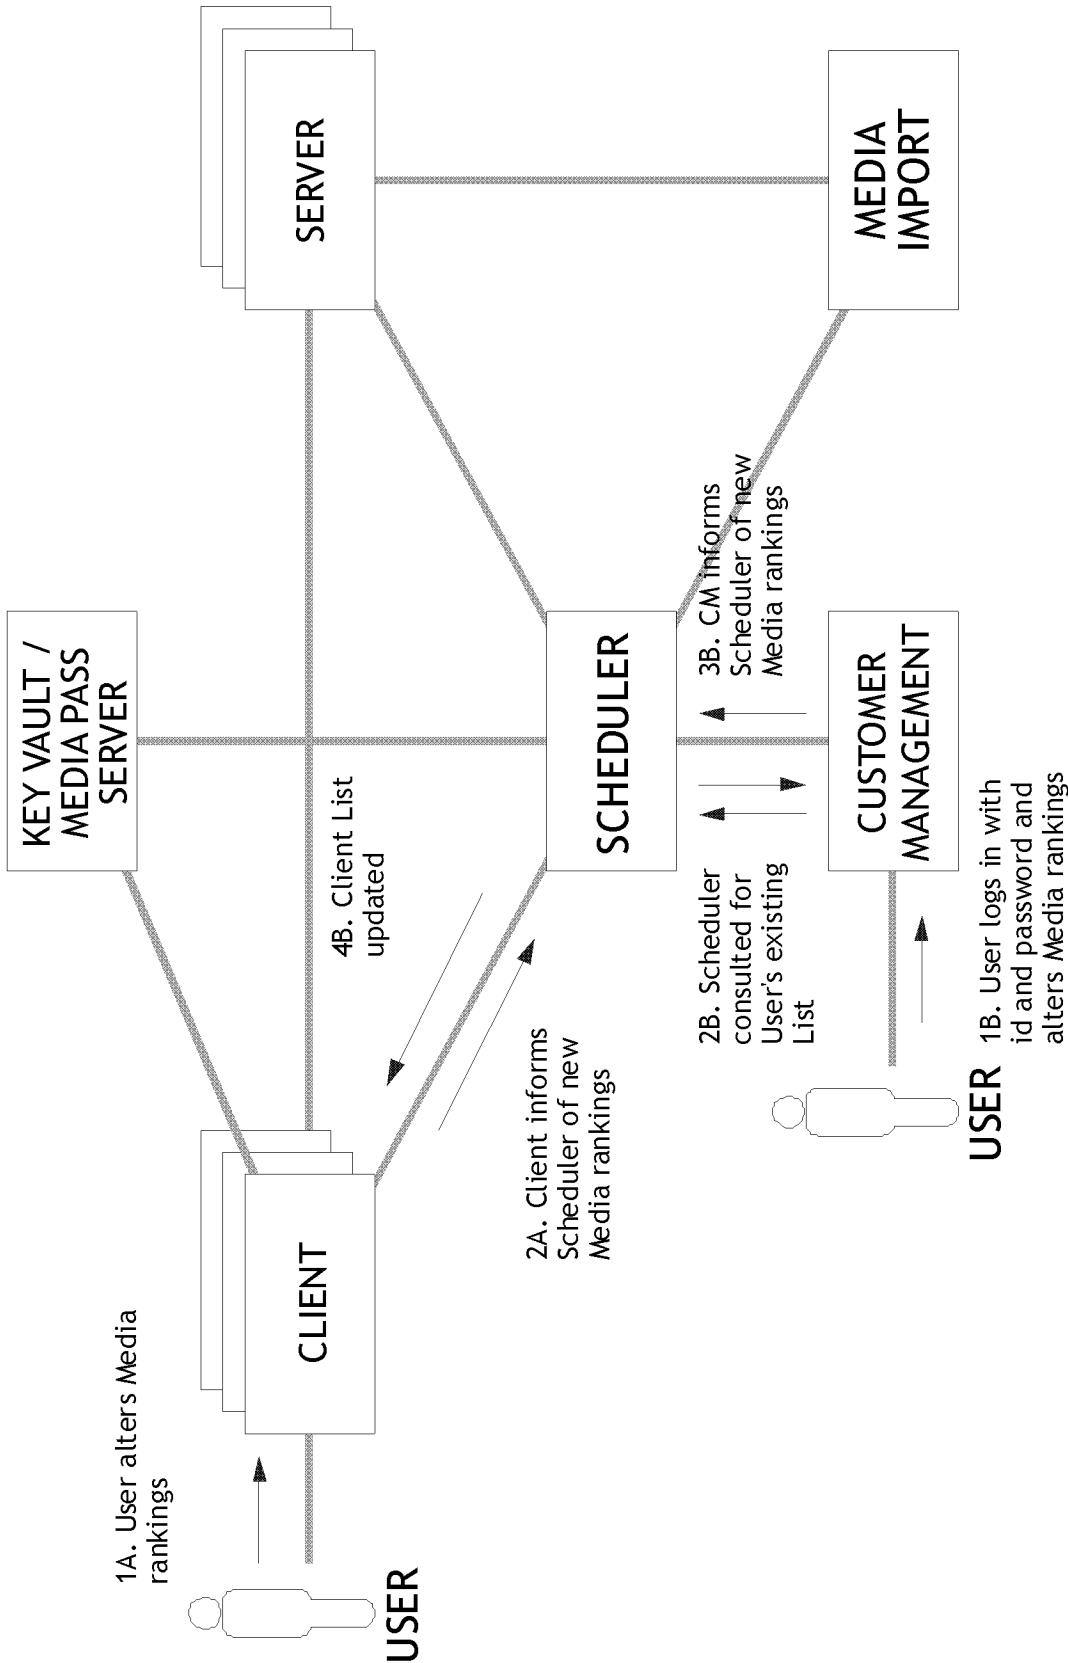 1A. User alters Media
rankings
USER
CLIENT
KEY VAULT /
MEDIA PASS
SERVER
SERVER
4B. Client List
updated
2A. Client informs
Scheduler of new
Media rankings
SCHEDULER
2B. Scheduler
consulted for
User's existing
List
3B. CM informs
Scheduler of new
Media rankings
USER
1B. User logs in with
id and password and
alters Media rankings
CUSTOMER
MANAGEMENT
MEDIA
IMPORT